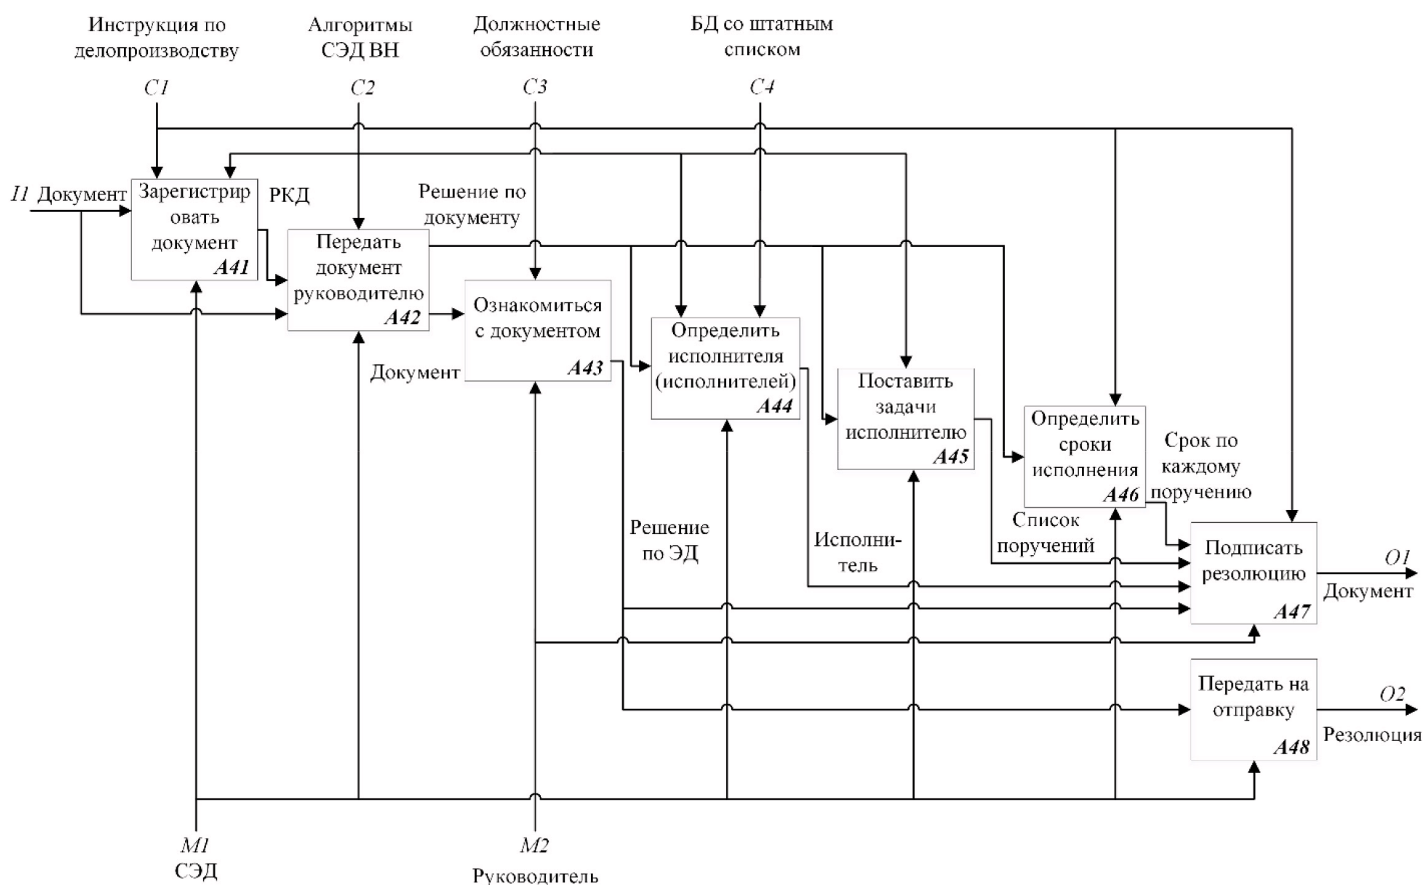 Инструкция по
делопроизводству
Алгоритмы
СЭД ВН
Должностные
обязанности
БД со штатным
списком
C1
C2
C3
C4
I1 Документ
Зарегистрир
овать
документ
A41
РКД
Передать
документ
руководителю
A42
Решение по
документу
Документ
Ознакомиться
с документом
A43
Определить
исполнителя
(исполнителей)
A44
Поставить
задачи
исполнителю
A45
Определить
сроки
исполнения
A46
Срок по
каждому
поручению
Решение
по ЭД
Исполни-
тель
Список
поручений
Подписать
резолюцию
A47
O1
Документ
Передать на
отправку
A48
O2
Резолюция
M1
СЭД
M2
Руководитель